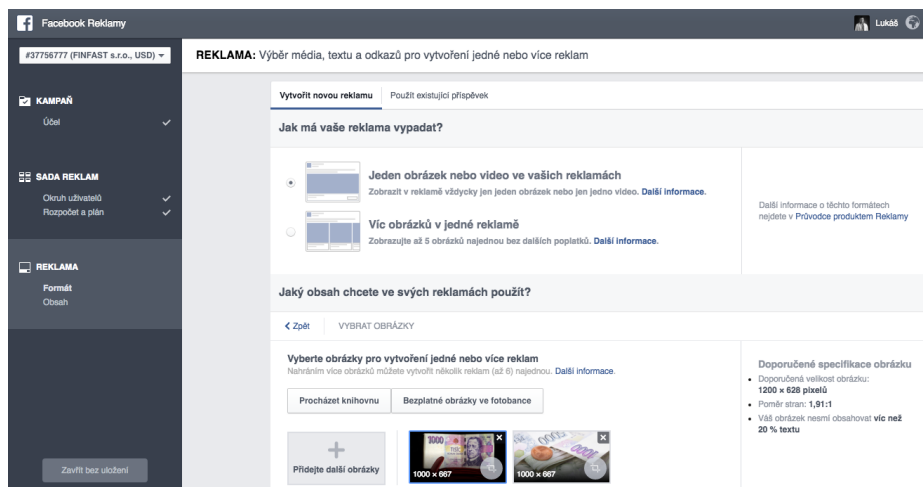 Facebook Reklamy
Lukáš
#37756777 (FINFAST s.r.o., USD)
REKLAMA: Výběr média, textu a odkazů pro vytvoření jedné nebo více reklam
KAMPAŇ
Účel
SADA REKLAM
Okruh uživatelů
Rozpočet a plán
REKLAMA
Formát
Obsah
Zavřít bez uložení
Vytvořit novou reklamu
Použít existující příspěvek
Jak má vaše reklama vypadat?
Jeden obrázek nebo video ve vašich reklamách
Zobrazit v reklamě vždycky jen jeden obrázek nebo jen jedno video. Další informace.
Víc obrázků v jedné reklamě
Zobrazujte až 5 obrázků najednou bez dalších poplatků. Další informace.
Další informace o těchto formátech
nejdete v Průvodce produktem Reklamy
Jaký obsah chcete ve svých reklamách použít?
Zpět
VYBRAT OBRÁZKY
Vyberte obrázky pro vytvoření jedné nebo více reklam
Nahráním více obrázků můžete vytvořit několik reklam (až 6) najednou. Další informace.
Procházet knihovnu
Bezplatné obrázky ve fotobance
Přidejte další obrázky
1000
1000 × 667
1000 × 667
Doporučené specifikace obrázku
Doporučená velikost obrázku:
1200 × 628 pixelů
Poměr stran: 1,91:1
Váš obrázek nesmí obsahovat víc než
20 % textu